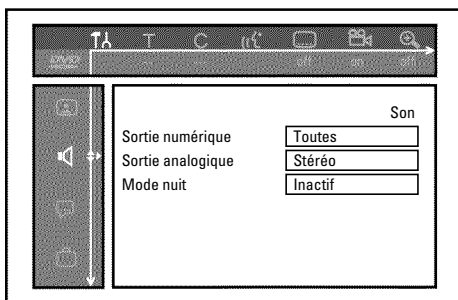 T C
off on off
Son
Sortie numérique Toutes
Sortie analogique Stéréo
Mode nuit Inactif